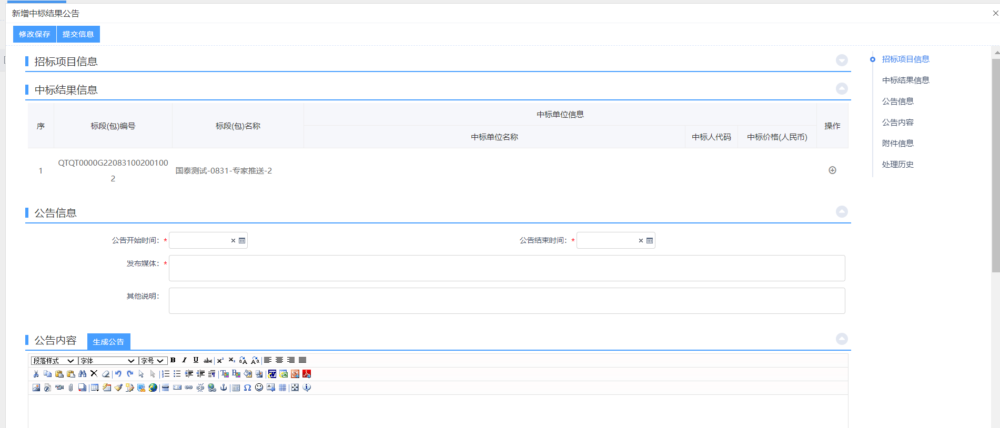 新增中标结果公告
修改保存 提交信息
招标项目信息
中标结果信息
序 标段(包)编号 标段(包)名称 中标单位信息 操作
中标单位名称 中标人代码 中标价格(人民币)
1 QTQT0000G22083100200100
2 国泰测试-0831-专家推送-2
公告信息
公告开始时间：* 公告结束时间：*
发布媒体：*
其他说明：
公告内容 生成公告
段落样式 字体 字号
招标项目信息
中标结果信息
公告信息
公告内容
附件信息
处理历史